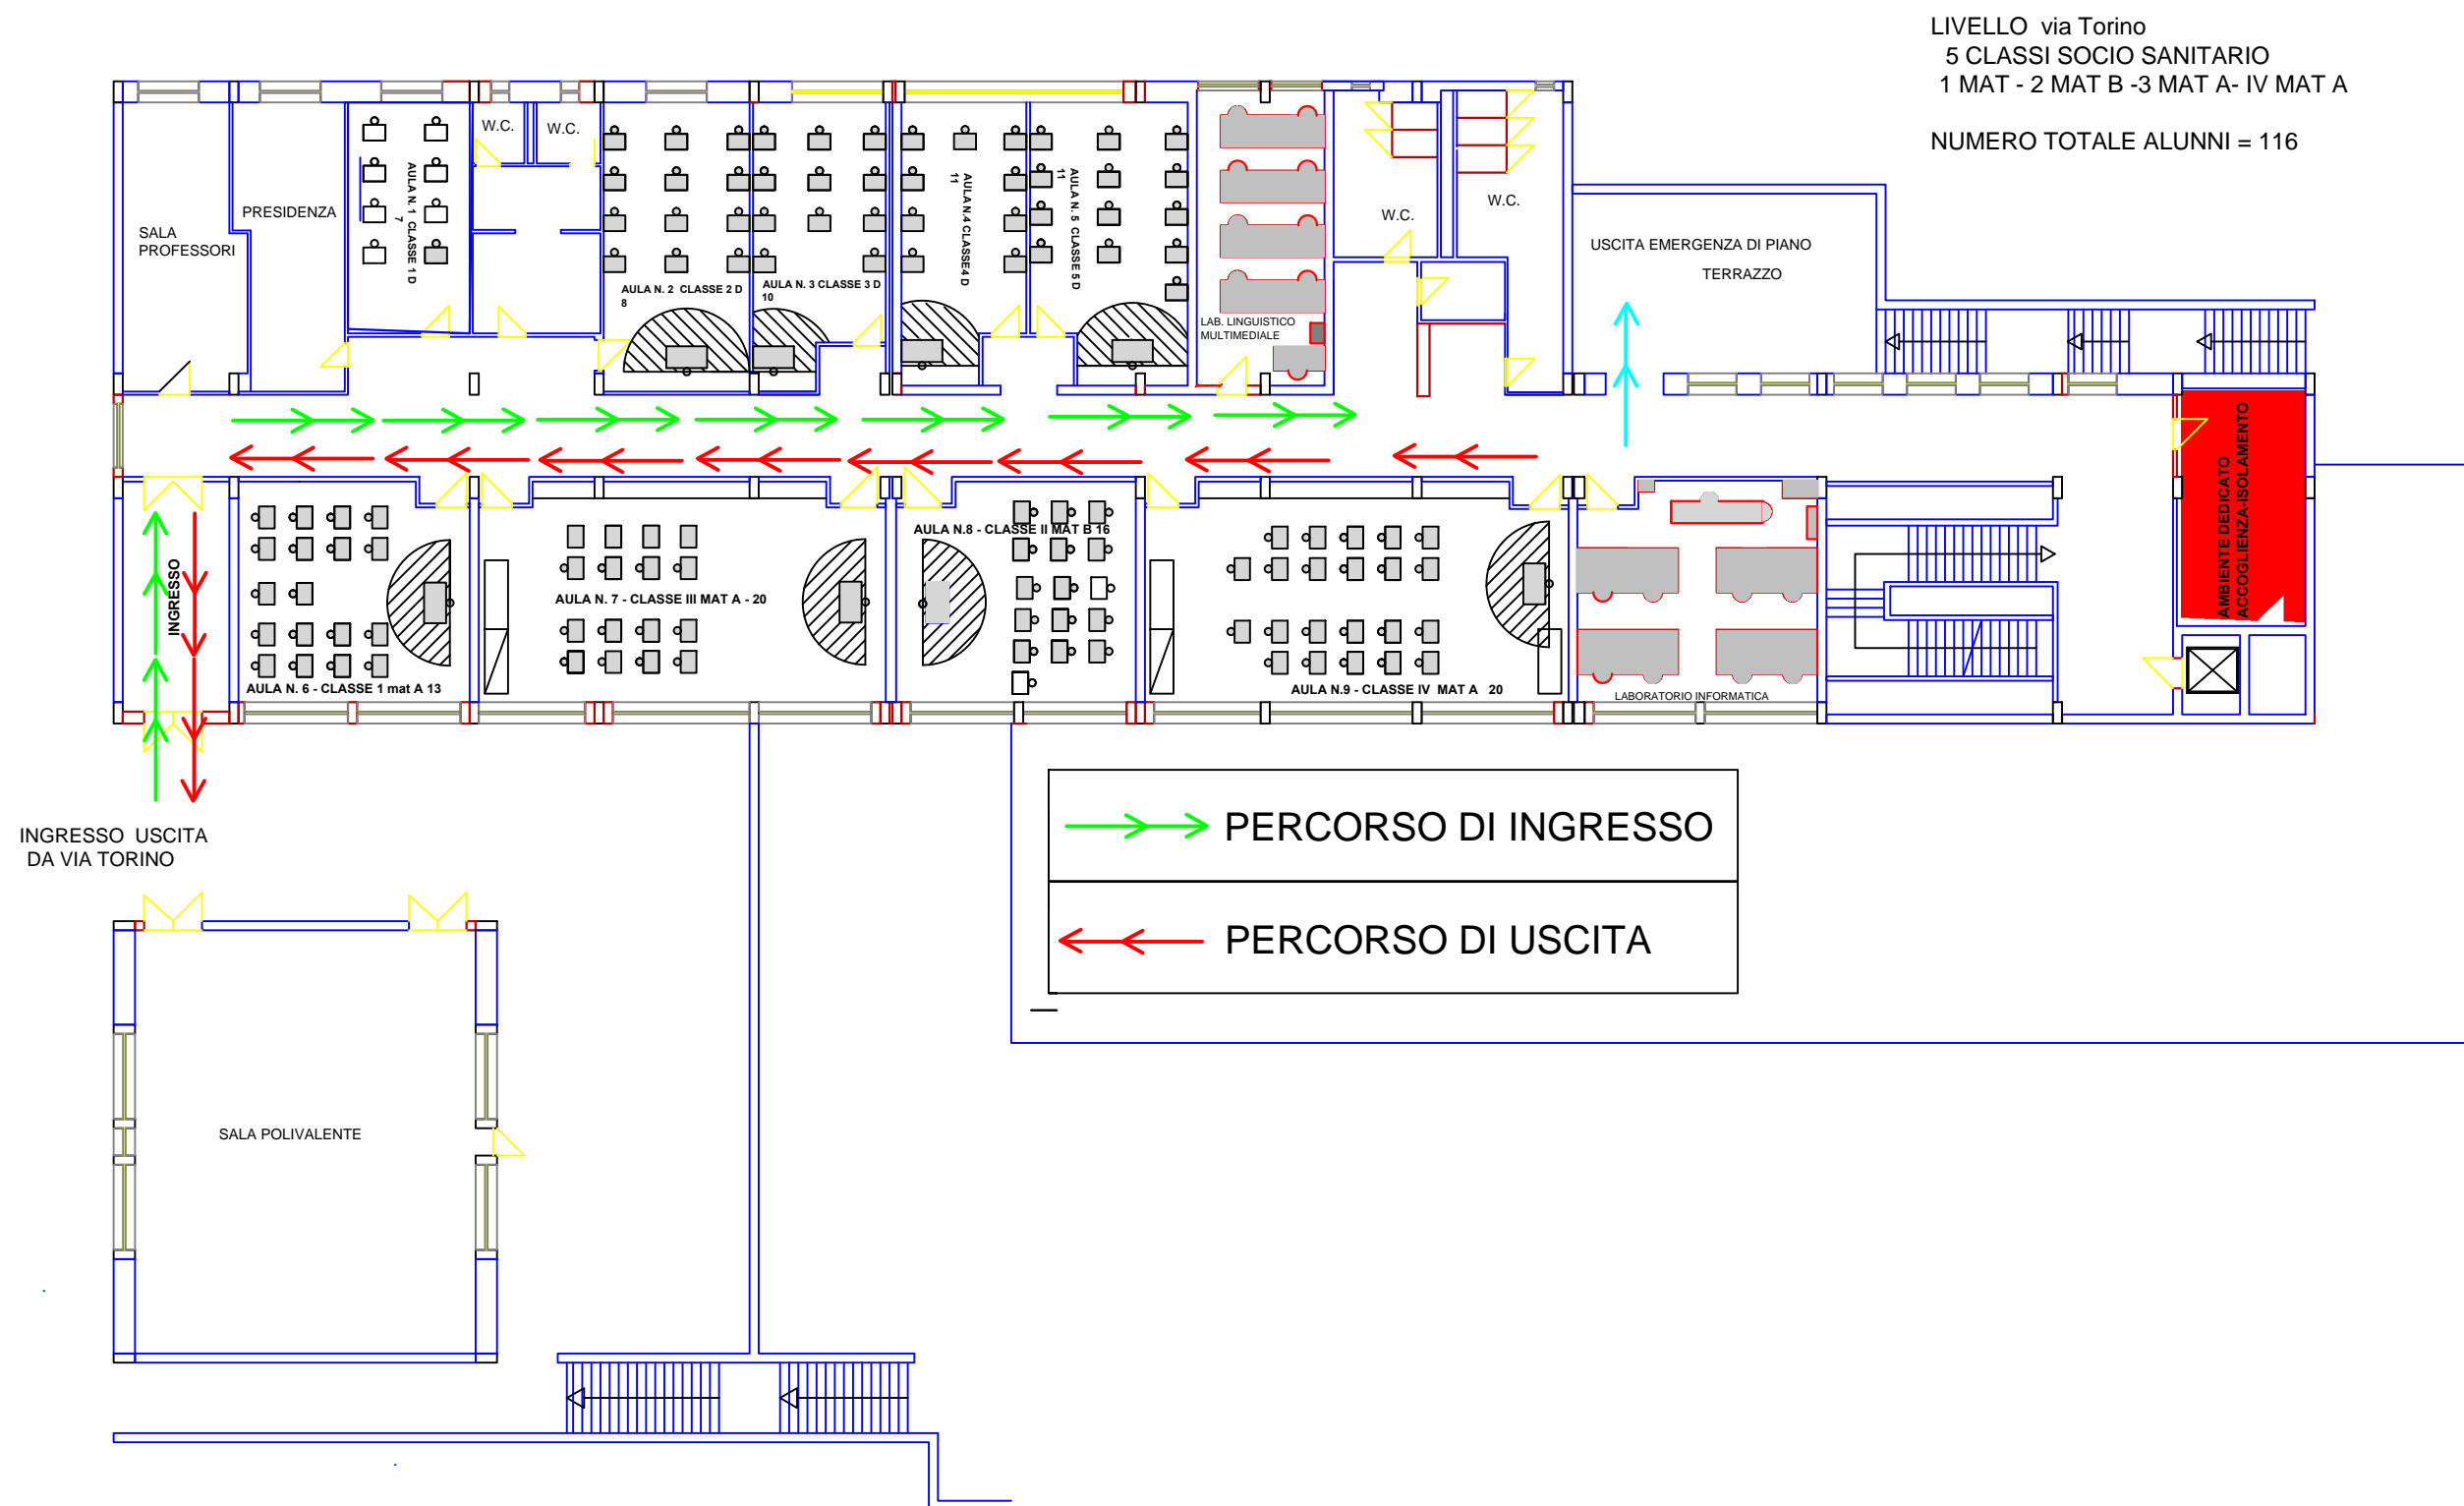 LIVELLO via Torino
5 CLASSI SOCIO SANITARIO
1 MAT - 2 MAT B -3 MAT A- IV MAT A
NUMERO TOTALE ALUNNI = 116
SALA
PROFESSORI
PRESIDENZA
AULA N. 1 CLASSE 1 D
7
W.C.
W.C.
AULA N. 2 CLASSE 2 D
8
AULA N. 3 CLASSE 3 D
10
AULA N.4 CLASSE4 D
11
AULA N. 5 CLASSE 5 D
11
LAB. LINGUISTICO
MULTIMEDIALE
W.C.
W.C.
USCITA EMERGENZA DI PIANO
TERRAZZO
AMBIENTE DEDICATO
ACCOGLIENZA-ISOLAMENTO
INGRESSO
AULA N. 6 - CLASSE 1 mat A 13
AULA N. 7 - CLASSE III MAT A - 20
AULA N.8 - CLASSE II MAT B 16
AULA N.9 - CLASSE IV MAT A 20
LABORATORIO INFORMATICA
INGRESSO USCITA
DA VIA TORINO
PERCORSO DI INGRESSO
PERCORSO DI USCITA
SALA POLIVALENTE